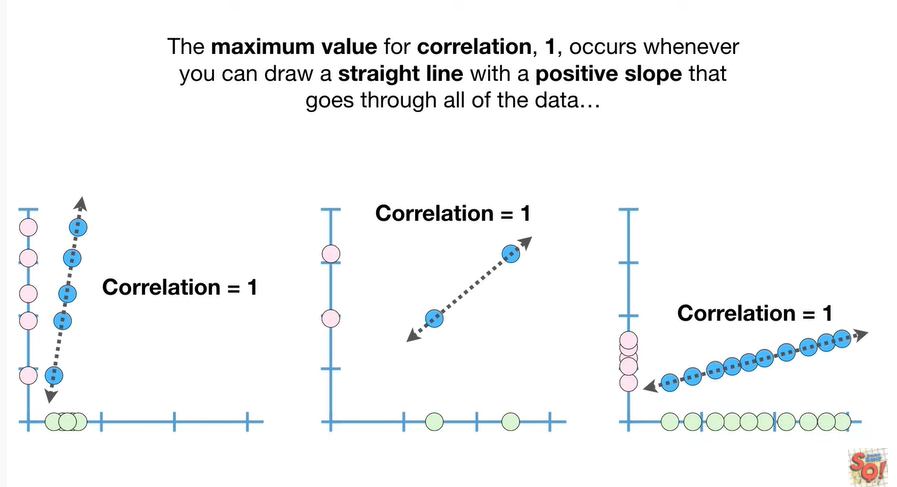 The maximum value for correlation, 1, occurs whenever
you can draw a straight line with a positive slope that
goes through all of the data…
Correlation = 1
Correlation = 1
Correlation = 1
SQ!